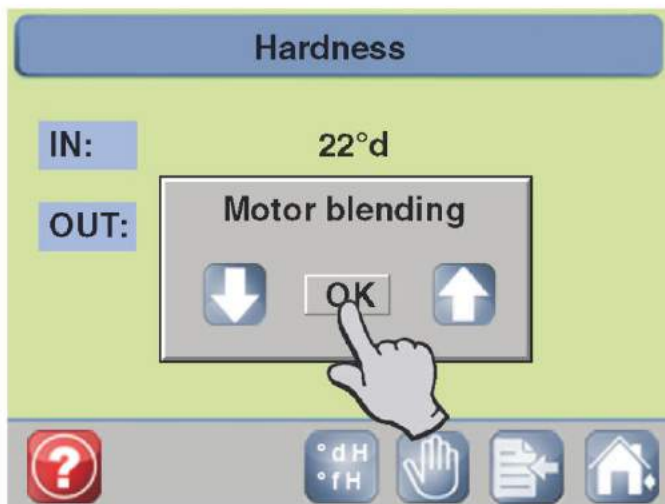 Hardness
IN: 22°d
OUT:
Motor blending
OK
?
°dH
°fH